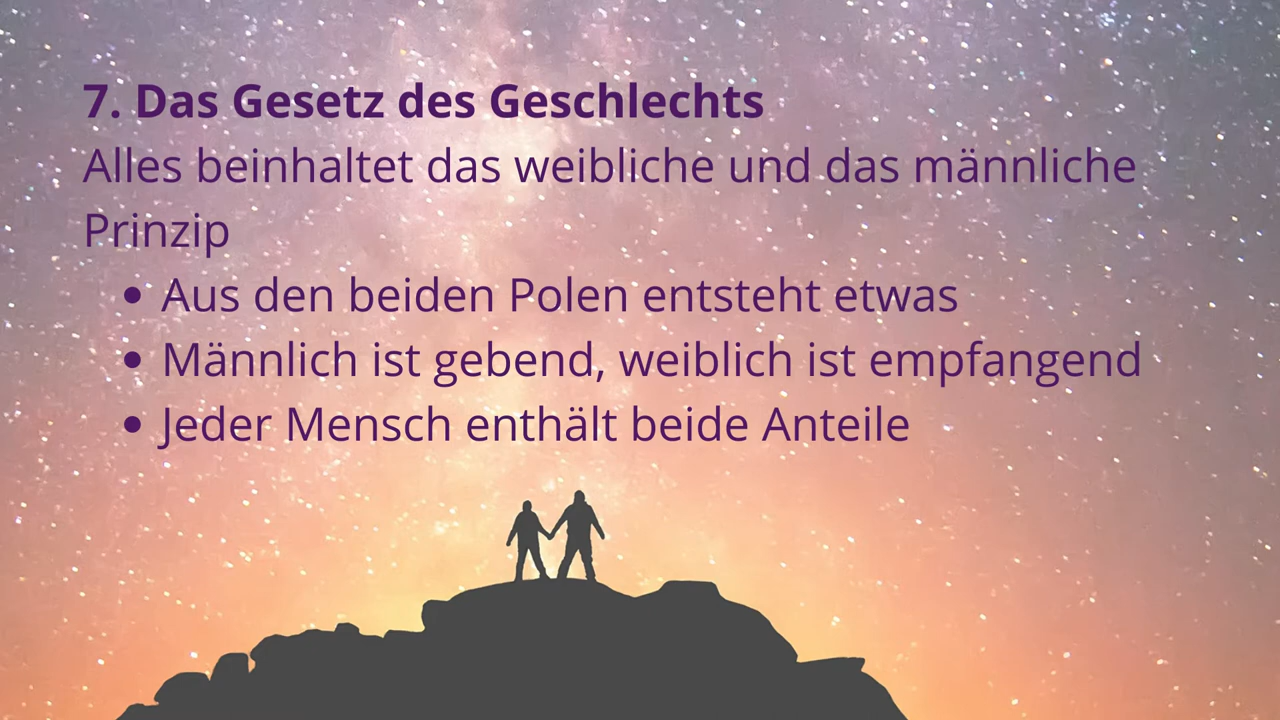 7. Das Gesetz des Geschlechts
Alles beinhaltet das weibliche und das männliche
Prinzip
• Aus den beiden Polen entsteht etwas
• Männlich ist gebend, weiblich ist empfangend
• Jeder Mensch enthält beide Anteile